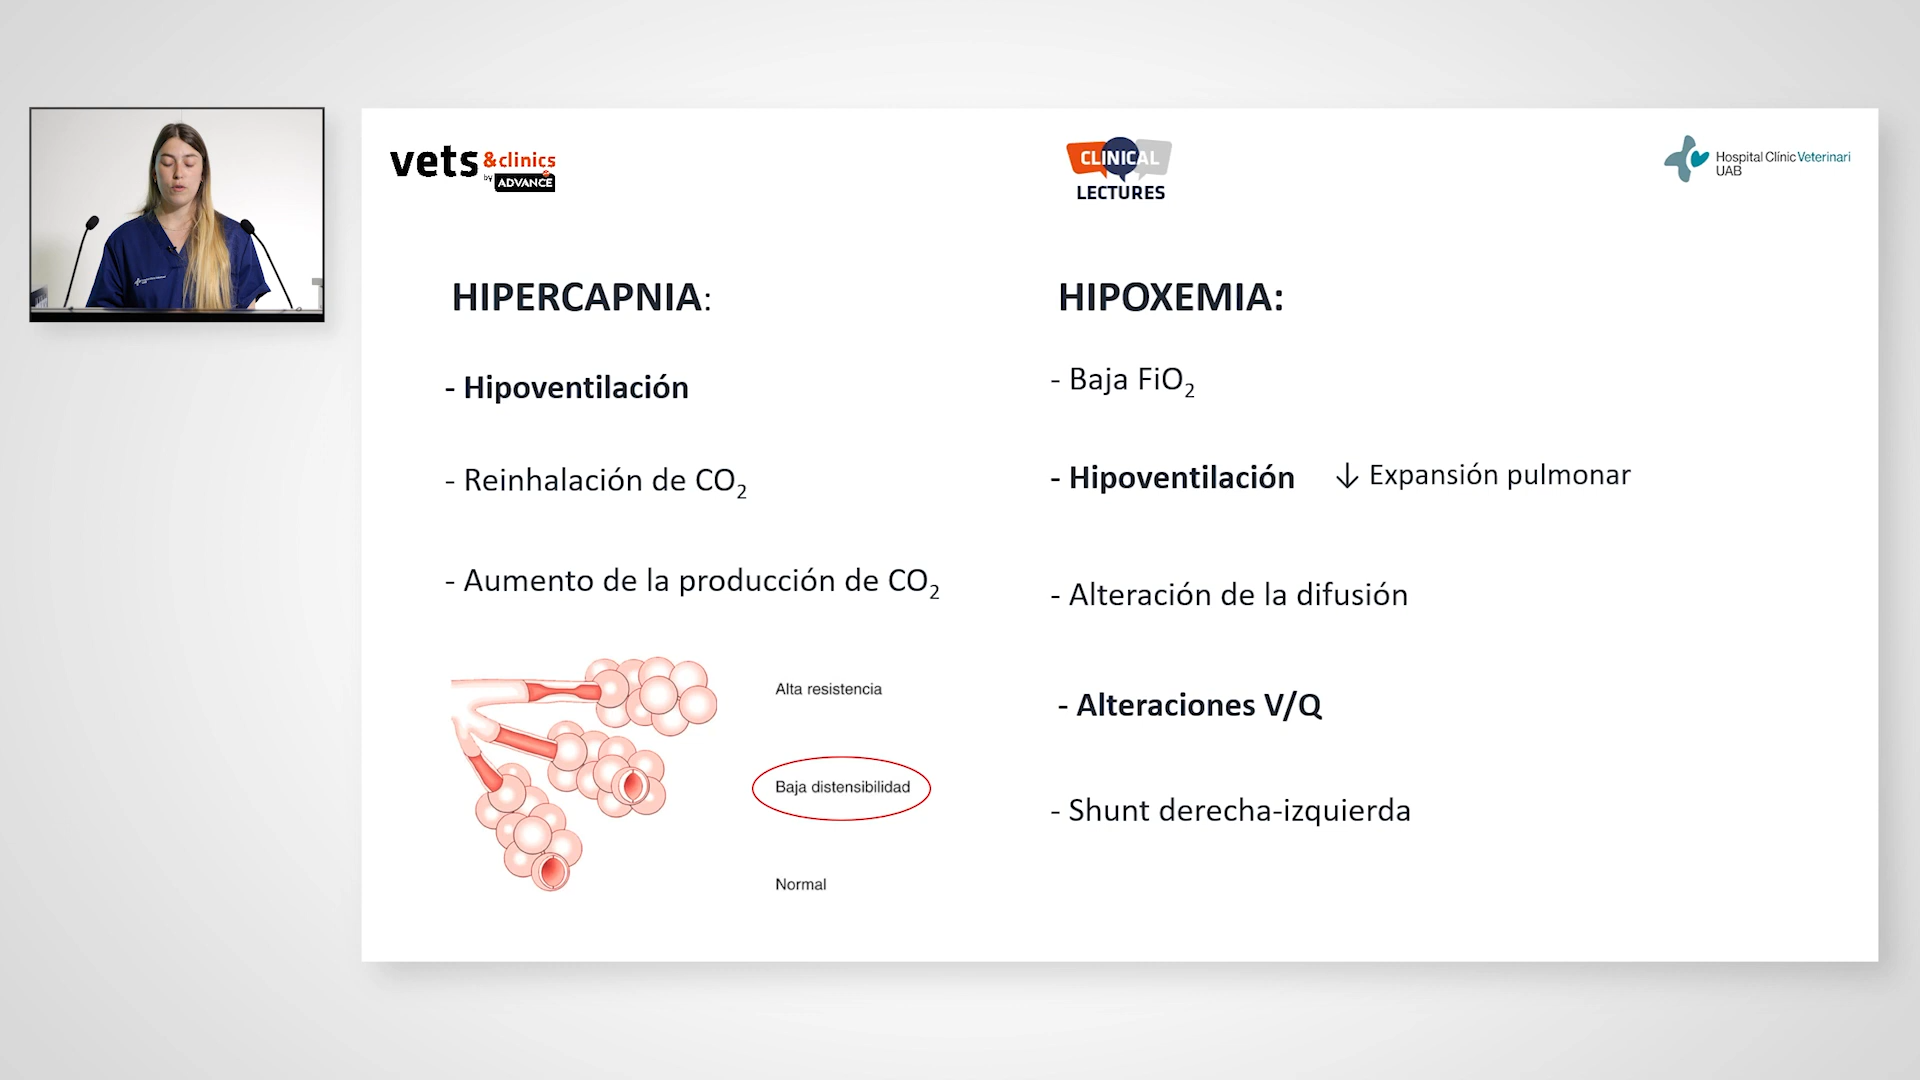 vets &clinics
by ADVANCE
CLINICAL
LECTURES
Hospital Clínic Veterinari
UAB
HIPERCAPNIA:
- Hipoventilación
- Reinhalación de CO₂
- Aumento de la producción de CO₂
Alta resistencia
Baja distensibilidad
Normal
HIPOXEMIA:
- Baja FiO₂
- Hipoventilación ↓ Expansión pulmonar
- Alteración de la difusión
- Alteraciones V/Q
- Shunt derecha-izquierda